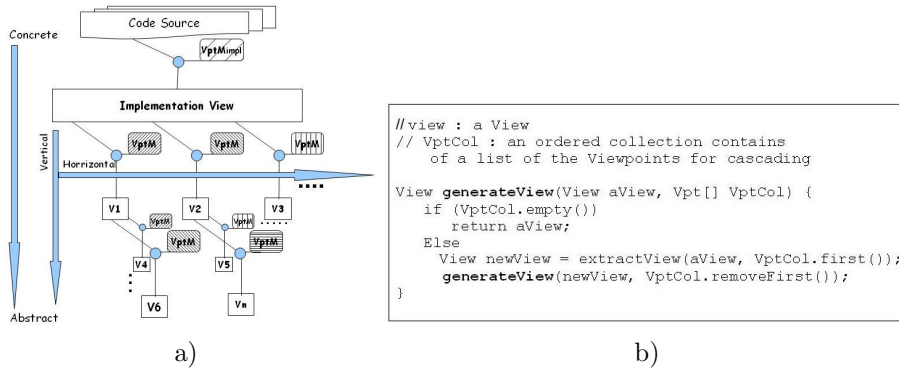 Code Source
Concrete
VptMimpl
Implementation View
Vertical
VptM
VptM
VptM
Horrizontal
....
V1
V2
V3
VptM
VptM
......
VptM
VptM
V4
V5
V6
Vn
Abstract
a)
//view : a View
// VptCol : an ordered collection contains
of a list of the Viewpoints for cascading
View generateView(View aView, Vpt[] VptCol) {
if (VptCol.empty())
return aView;
Else
View newView = extractView(aView, VptCol.first());
generateView(newView, VptCol.removeFirst());
}
b)